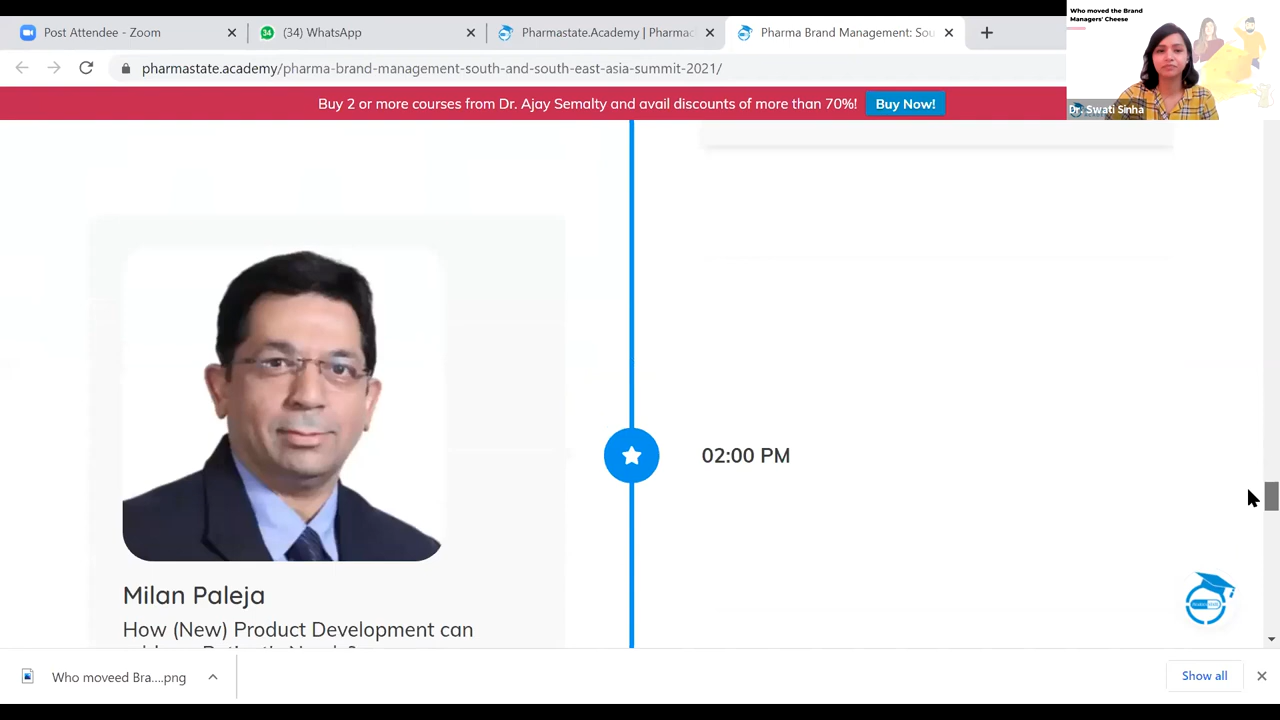 Who moved the Brand
Managers' Cheese
Post Attendee - Zoom
(34) WhatsApp
Pharmastate.Academy | Pharmac
Pharma Brand Management: Sou
34
pharmastate.academy/pharma-brand-management-south-and-south-east-asia-summit-2021/
Buy 2 or more courses from Dr. Ajay Semalty and avail discounts of more than 70%!
Buy Now!
Dr. Swati Sinha
02:00 PM
Milan Paleja
How (New) Product Development can
Who moveed Bra....png
Show all